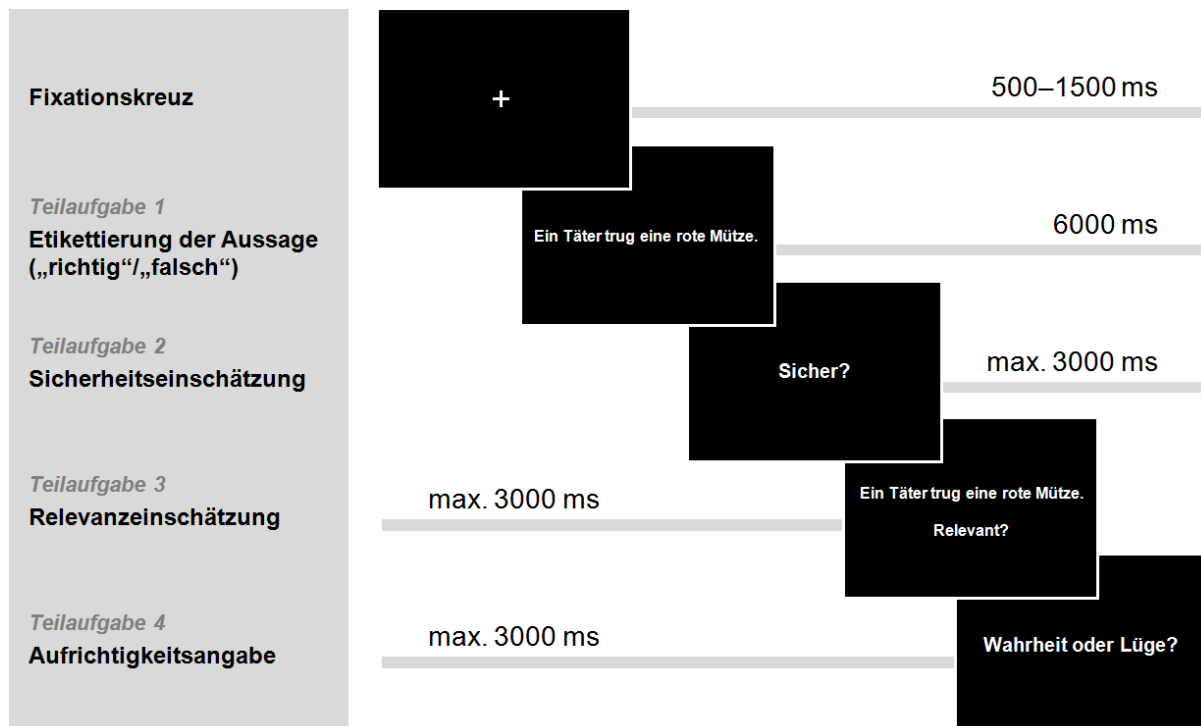 Fixationskreuz
+
500–1500 ms
Teilaufgabe 1
Etikettierung der Aussage
(„richtig“/„falsch“)
Ein Täter trug eine rote Mütze.
6000 ms
Teilaufgabe 2
Sicherheitseinschätzung
Sicher?
max. 3000 ms
Teilaufgabe 3
Relevanzeinschätzung
max. 3000 ms
Ein Täter trug eine rote Mütze.
Relevant?
Teilaufgabe 4
Aufrichtigkeitsangabe
max. 3000 ms
Wahrheit oder Lüge?